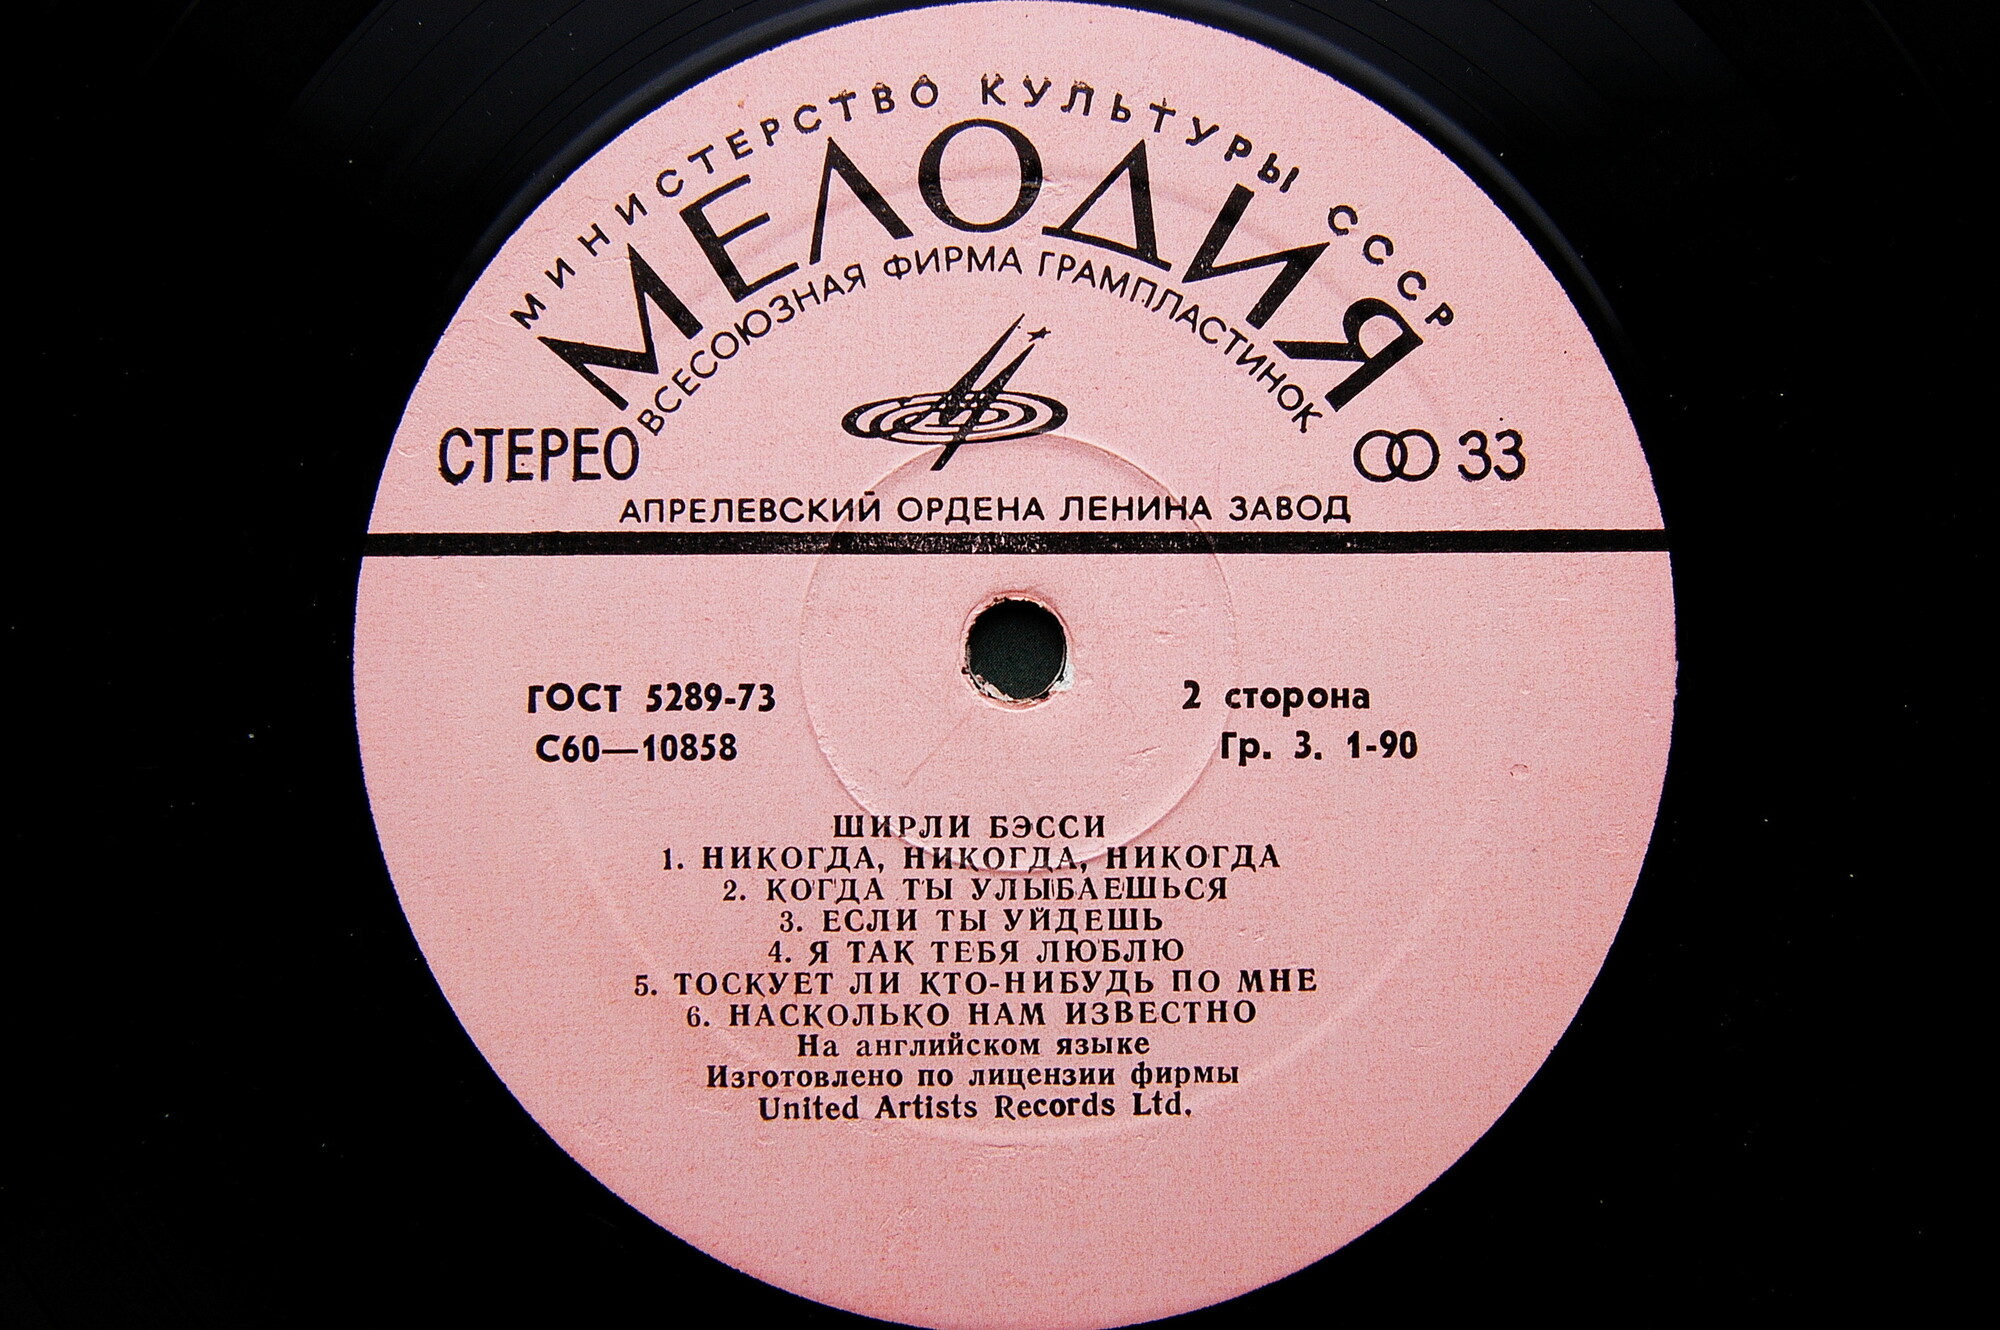 МИНИСТЕРСТВО КУЛЬТУРЫ СССР
МЕЛОДИЯ
ВСЕСОЮЗНАЯ ФИРМА ГРАМПЛАСТИНОК
СТЕРЕО
33
АПРЕЛЕВСКИЙ ОРДЕНА ЛЕНИНА ЗАВОД
ГОСТ 5289-73
2 сторона
С60—10858
Гр. 3. 1-90
ШИРЛИ БЭССИ
1. НИКОГДА, НИКОГДА, НИКОГДА
2. КОГДА ТЫ УЛЫБАЕШЬСЯ
3. ЕСЛИ ТЫ УЙДЕШЬ
4. Я ТАК ТЕБЯ ЛЮБЛЮ
5. ТОСКУЕТ ЛИ КТО-НИБУДЬ ПО МНЕ
6. НАСКОЛЬКО НАМ ИЗВЕСТНО
На английском языке
Изготовлено по лицензии фирмы
United Artists Records Ltd.